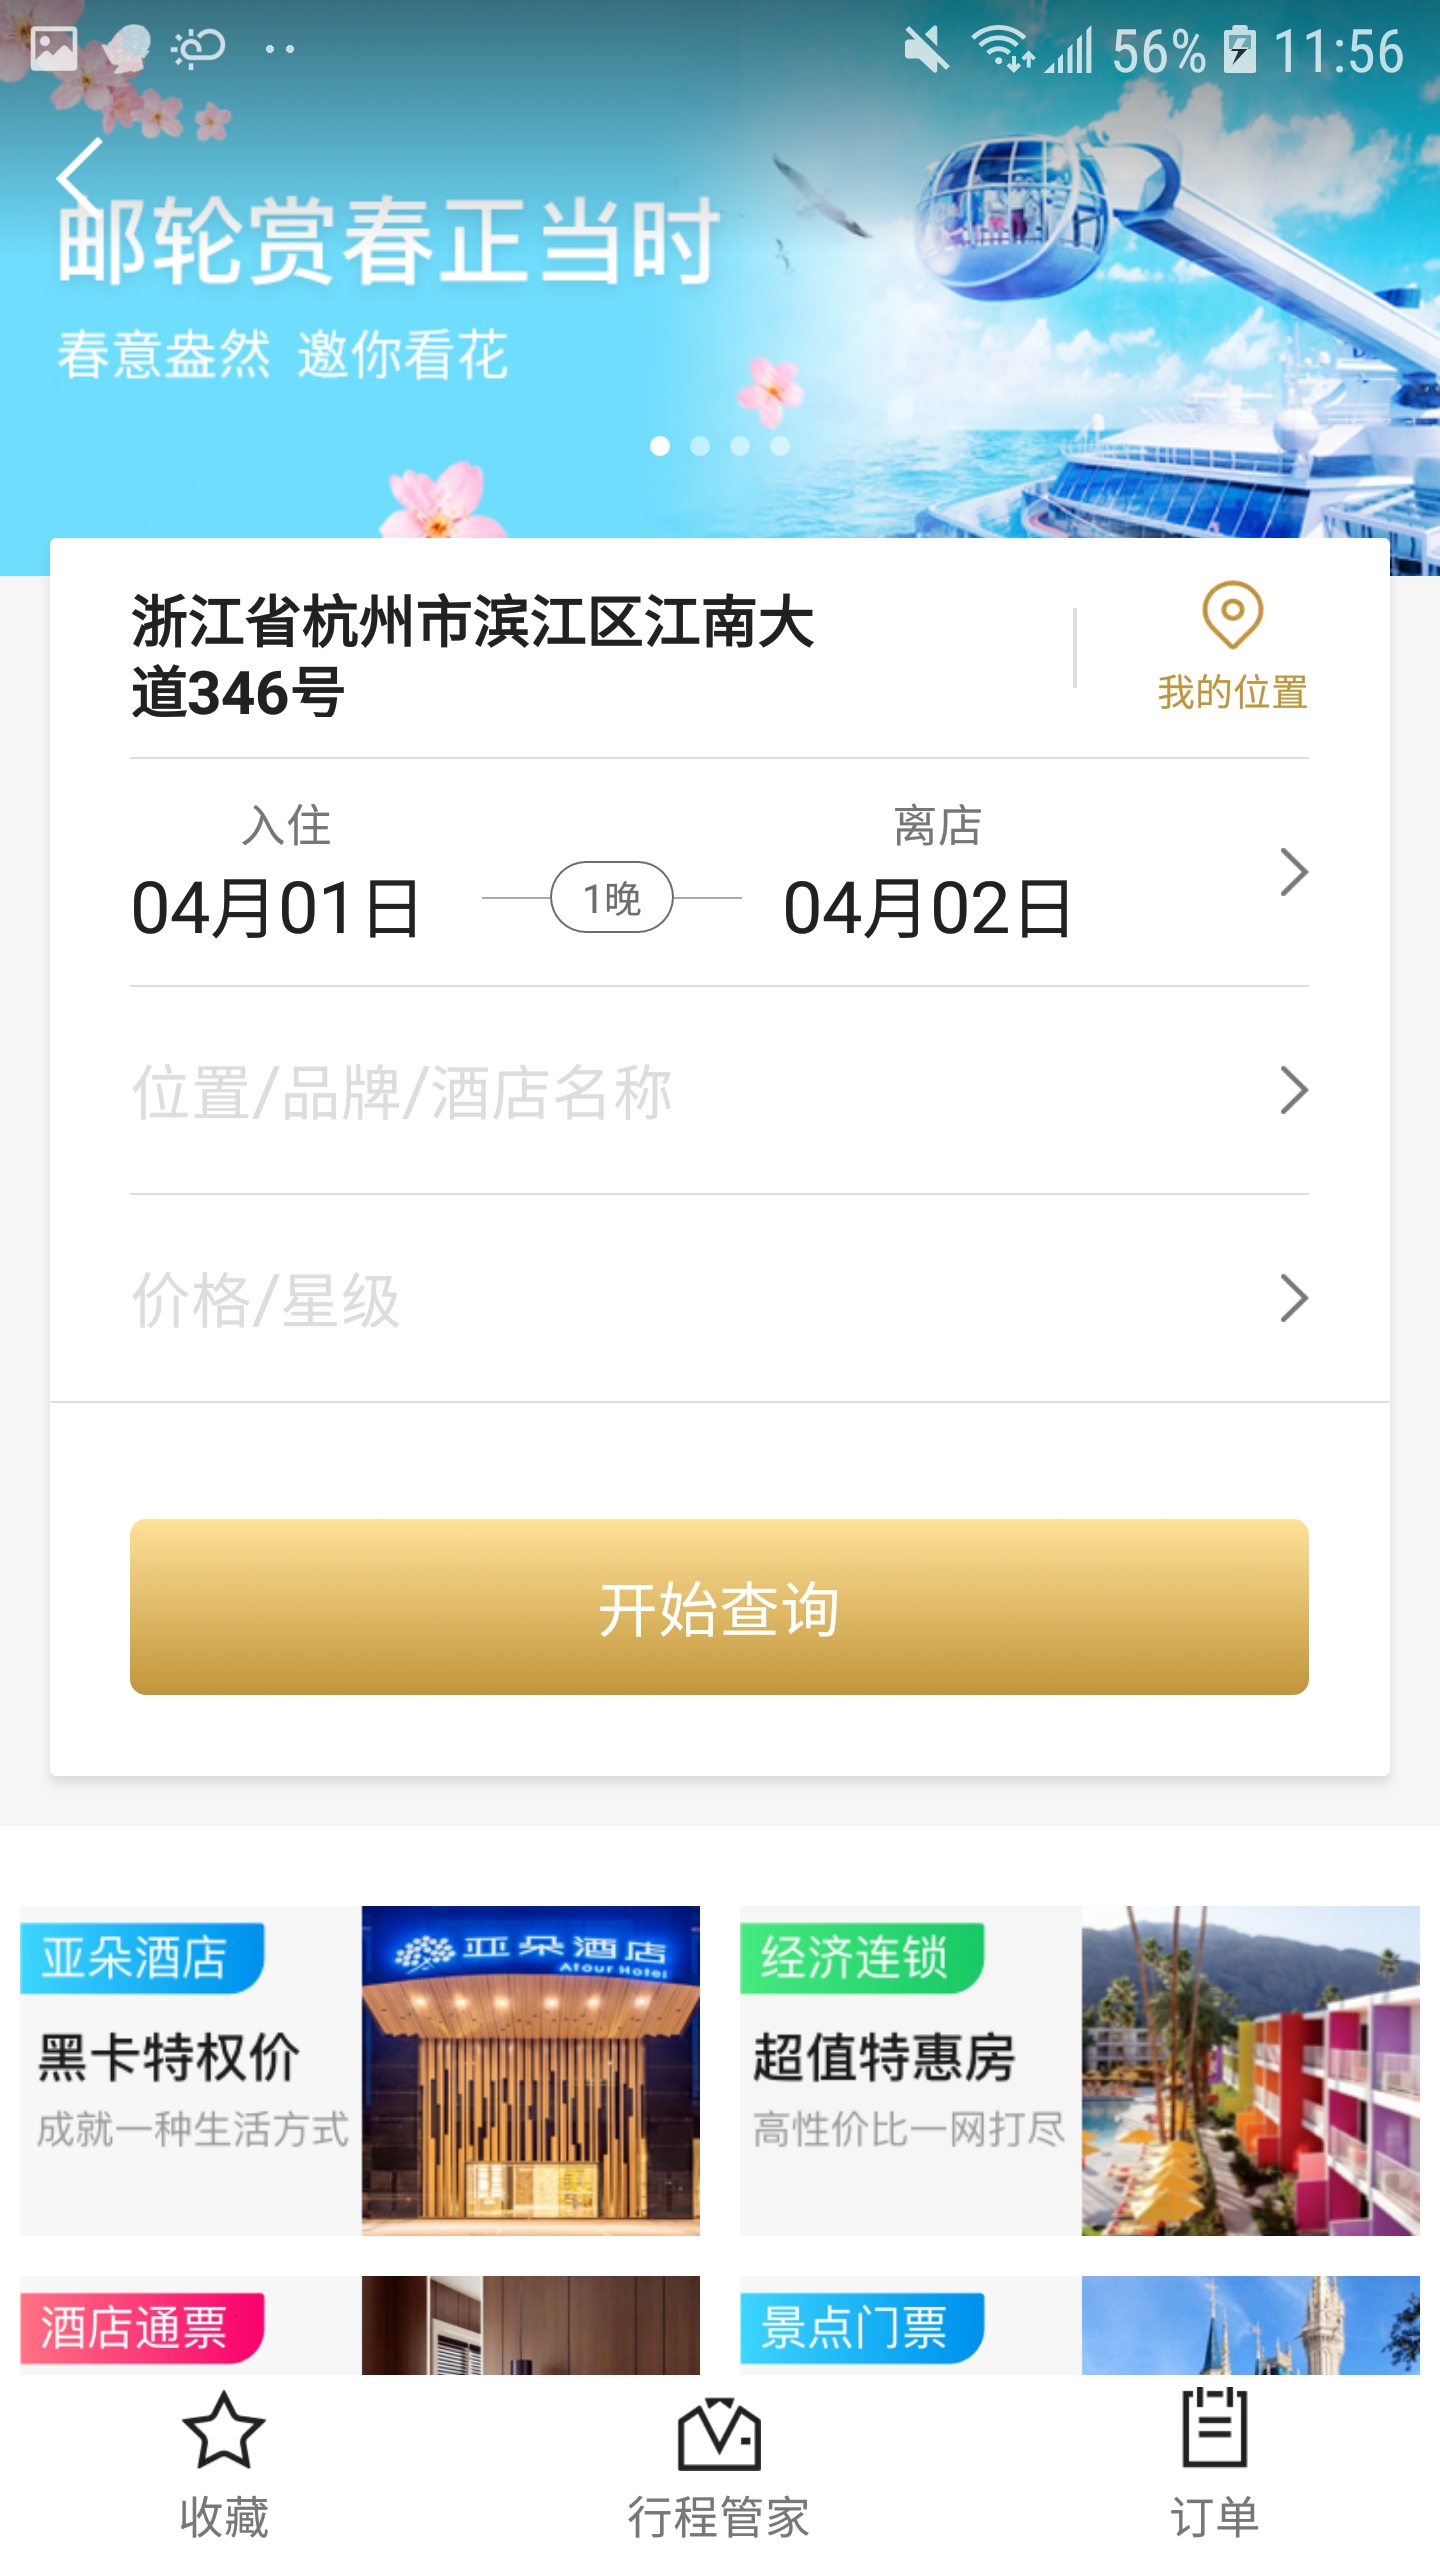 56% 11:56
邮轮赏春正当时
春意盎然 邀你看花
浙江省杭州市滨江区江南大
道346号
我的位置
入住
离店
04月01日
1晚
04月02日
位置/品牌/酒店名称
价格/星级
开始查询
亚朵酒店
黑卡特权价
成就一种生活方式
亚朵酒店
Atour Hotel
经济连锁
超值特惠房
高性价比一网打尽
酒店通票
景点门票
收藏
行程管家
订单